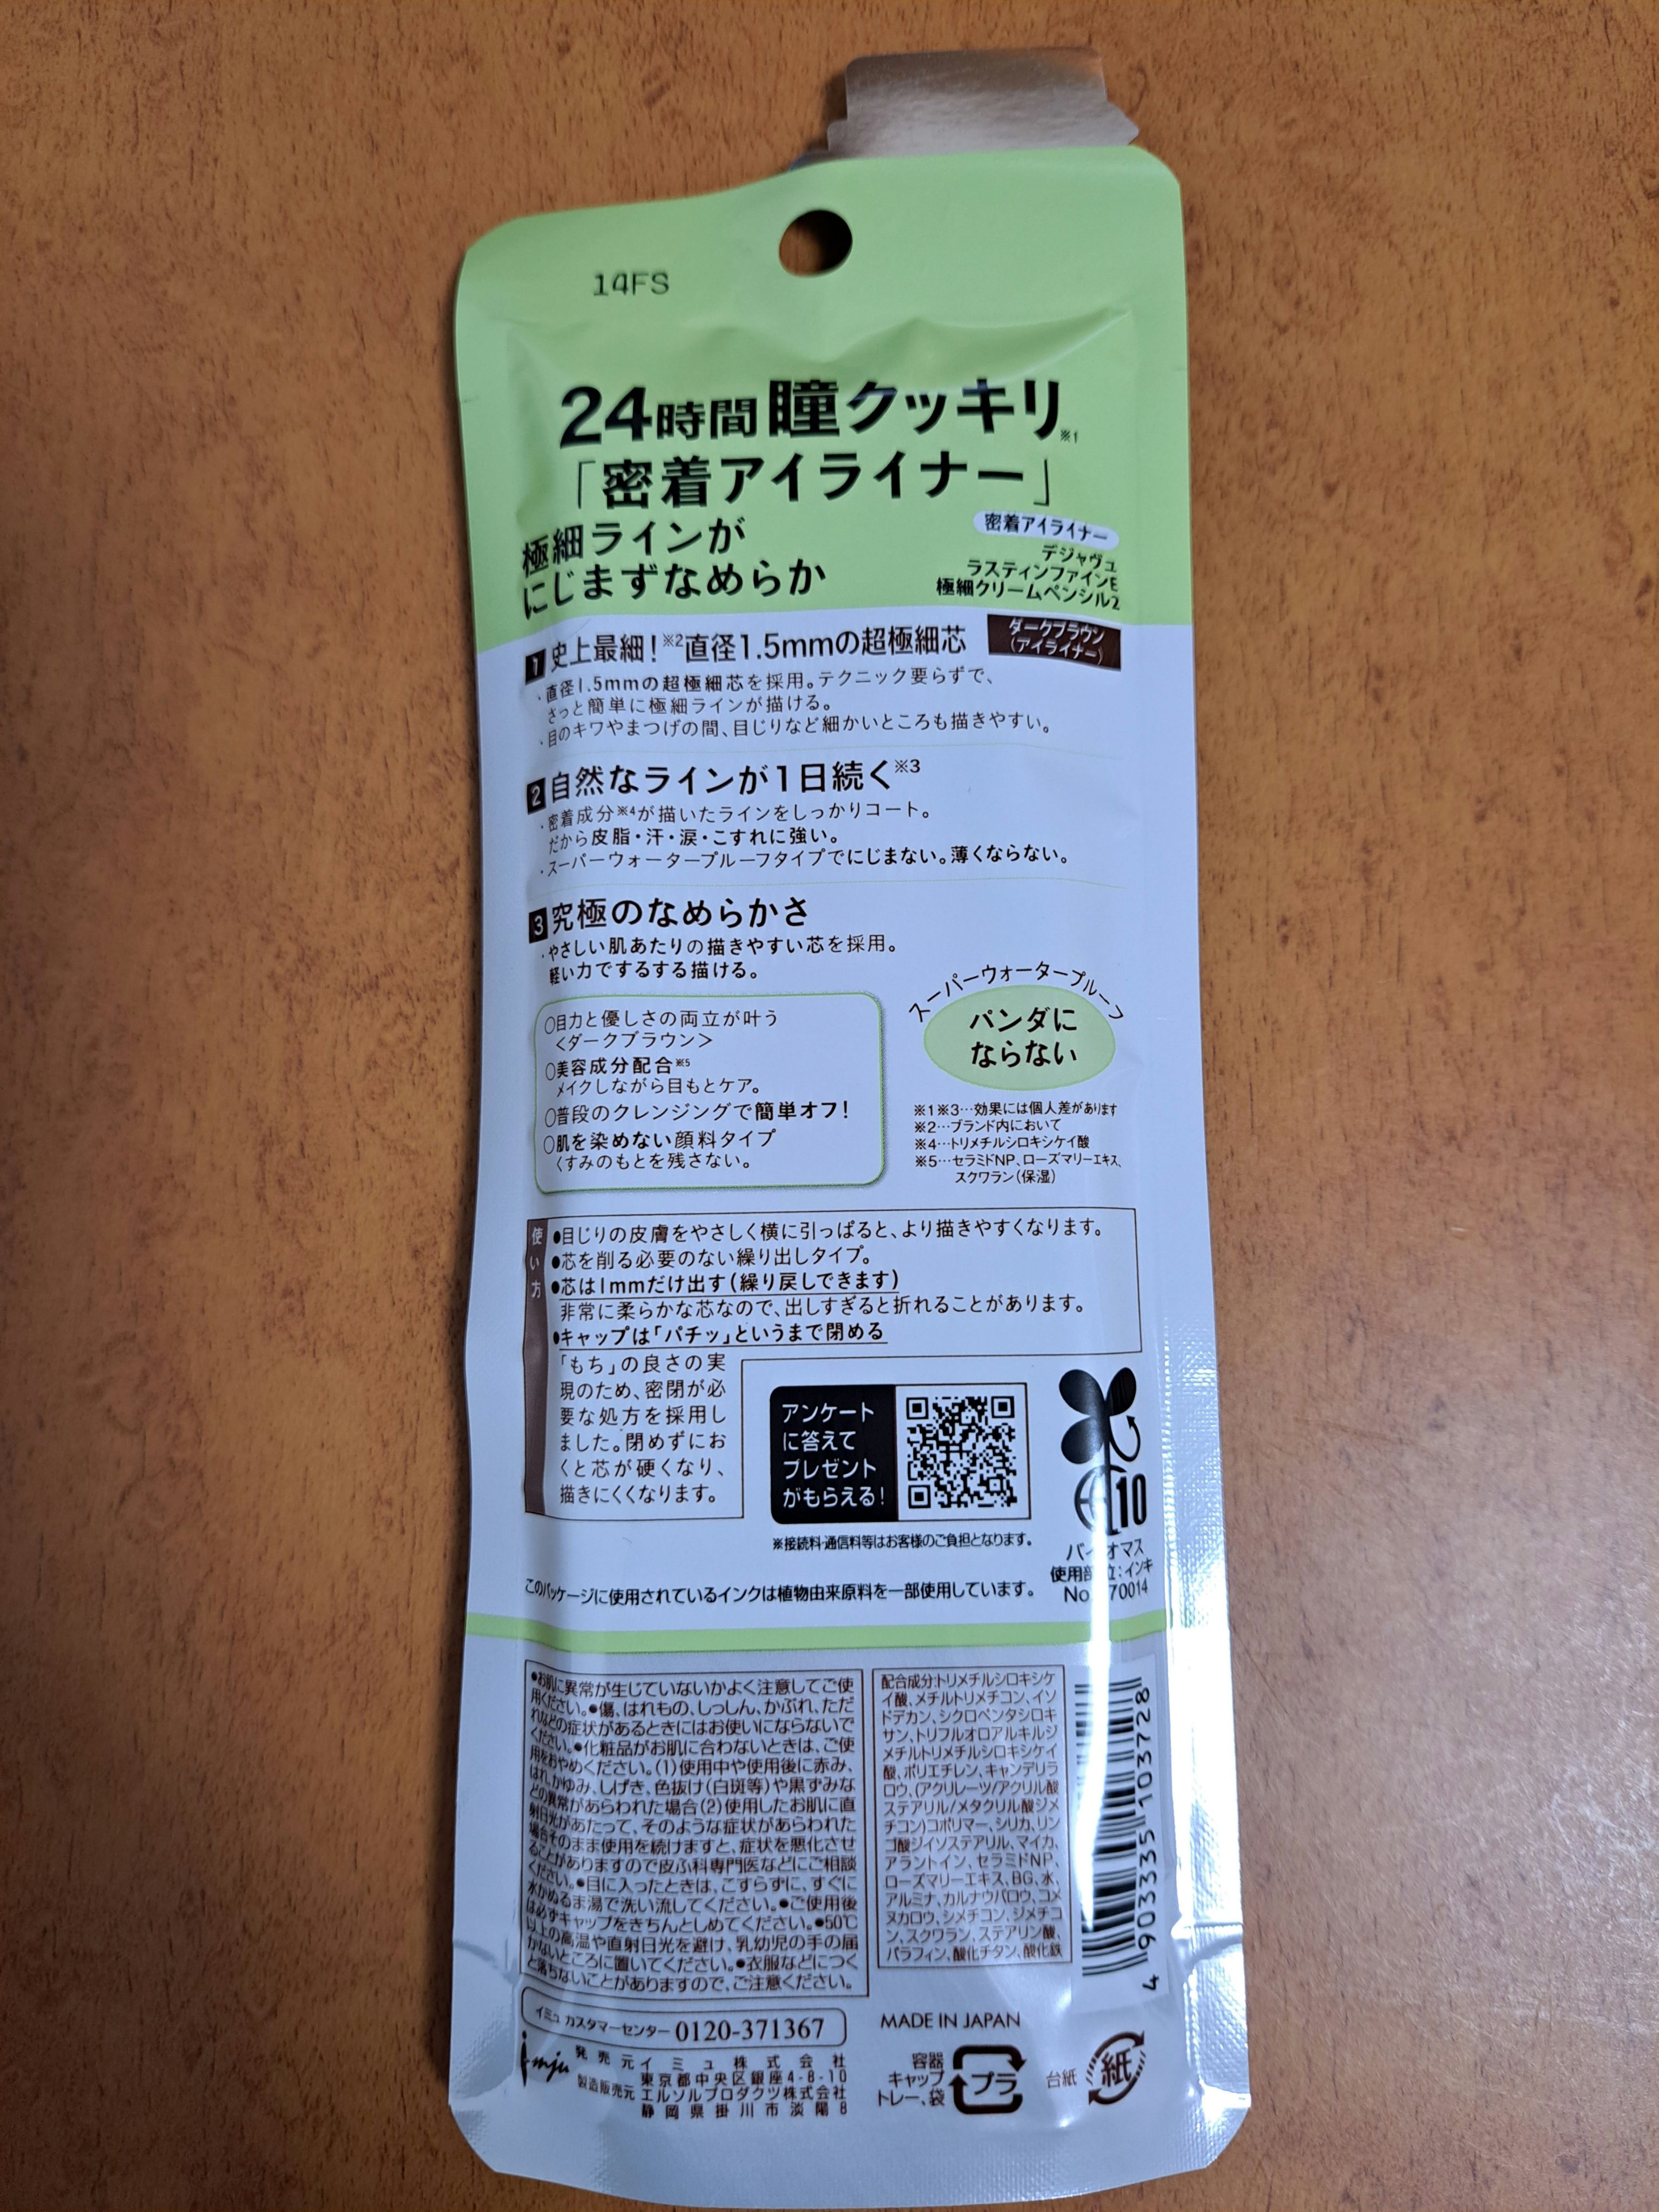 14FS
24時間 瞳クッキリ※1
「密着アイライナー」
極細ラインが
にじまずなめらか
密着アイライナー
デジャヴュ
ラスティンファインE
極細クリームペンシル2
ダークブラウン
(アイライナー)
1 史上最細!※2直径1.5mmの超極細芯
・直径1.5mmの超極細芯を採用。テクニック要らずで、
さっと簡単に極細ラインが描ける。
・目のキワやまつげの間、目じりなど細かいところも描きやすい。
2 自然なラインが1日続く※3
・密着成分※4が描いたラインをしっかりコート。
だから皮脂・汗・涙・こすれに強い。
・スーパーウォータープルーフタイプでにじまない。薄くならない。
3 究極のなめらかさ
・やさしい肌あたりの描きやすい芯を採用。
軽い力でするする描ける。
○目力と優しさの両立が叶う
<ダークブラウン>
○美容成分配合※5
メイクしながら目もとケア。
○普段のクレンジングで簡単オフ!
○肌を染めない顔料タイプ
くすみのもとを残さない。
スーパーウォータープルーフ
パンダに
ならない
※1※3…効果には個人差があります
※2…ブランド内において
※4…トリメチルシロキシケイ酸
※5…セラミドNP、ローズマリーエキス、
スクワラン(保湿)
使い方
●目じりの皮膚をやさしく横に引っぱると、より描きやすくなります。
●芯を削る必要のない繰り出しタイプ。
●芯は1mmだけ出す(繰り戻しできます)
非常に柔らかな芯なので、出しすぎると折れることがあります。
●キャップは「パチッ」というまで閉める
「もち」の良さの実
現のため、密閉が必
要な処方を採用し
ました。閉めずにお
くと芯が硬くなり、
描きにくくなります。
アンケート
に答えて
プレゼント
がもらえる!
※接続料・通信料等はお客様のご負担となります。
10
バイオマス
使用部位:インキ
No. 70014
このパッケージに使用されているインクは植物由来原料を一部使用しています。
●お肌に異常が生じていないかよく注意してご使
用ください。●傷、はれもの、しっしん、かぶれ、ただ
れなどの症状があるときにはお使いにならないで
ください。●化粧品がお肌に合わないときは、ご使
用をおやめください。(1)使用中や使用後に赤み、
はれ、かゆみ、しげき、色抜け(白斑等)や黒ずみな
どの異常があらわれた場合(2)使用したお肌に直
射日光があたって、そのような症状があらわれた
場合そのまま使用を続けますと、症状を悪化させ
ることがありますので皮ふ科専門医などにご相談
ください。●目に入ったときは、こすらずに、すぐに
水かぬるま湯で洗い流してください。●ご使用後
は必ずキャップをきちんとしめてください。●50℃
以上の高温や直射日光を避け、乳幼児の手の届
かないところに置いてください。●衣服などにつく
と落ちないことがありますので、ご注意ください。
配合成分:トリメチルシロキシケ
イ酸、メチルトリメチコン、イソ
ドデカン、シクロペンタシロキ
サン、トリフルオロアルキルジ
メチルトリメチルシロキシケイ
酸、ポリエチレン、キャンデリラ
ロウ、(アクリレーツ/アクリル酸
ステアリル/メタクリル酸ジメ
チコン)コポリマー、シリカ、リン
ゴ酸ジイソステアリル、マイカ、
アラントイン、セラミドNP、
ローズマリーエキス、BG、水、
アルミナ、カルナウバロウ、コメ
ヌカロウ、シメチコン、ジメチコ
ン、スクワラン、ステアリン酸、
パラフィン、酸化チタン、酸化鉄
4 903335 103728
イミュ カスタマーセンター 0120-371367
i-mju
発売元 イミュ株式会社
東京都中央区銀座4-8-10
製造販売元 エルソルプロダクツ株式会社
静岡県掛川市淡陽8
MADE IN JAPAN
容器
キャップ
トレー、袋
プラ
台紙
紙